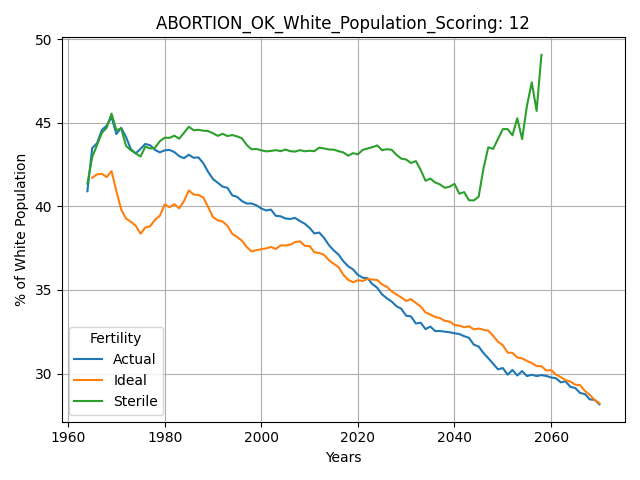 ABORTION_OK_White_Population_Scoring: 12
% of White Population
50
45
40
35
30
Fertility
Actual
Ideal
Sterile
1960
1980
2000
2020
2040
2060
Years